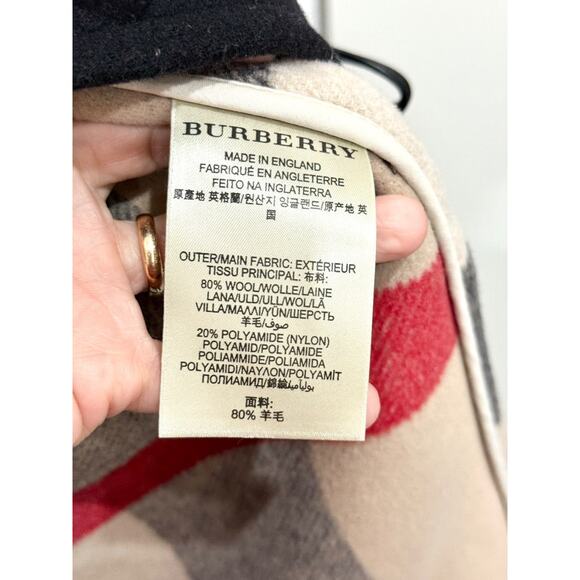 BURBERRY
MADE IN ENGLAND
FABRIQUÉ EN ANGLETERRE
FEITO NA INGLATERRA
原產地 英格蘭/원산지 잉글랜드/原产地 英
国
OUTER/MAIN FABRIC: EXTÉRIEUR
TISSU PRINCIPAL: 布料:
80% WOOL/WOLLE/LAINE
LANA/ULD/ULL/WOL/LÃ
VILLA/ΜΑΛΛΙ/YÜN/ШЕРСТЬ
羊毛/صوف
20% POLYAMIDE (NYLON)
POLYAMID/POLYAMIDE
POLIAMMIDE/POLIAMIDA
POLYAMIDI/ΝΑΥΛΟΝ/POLYAMİT
ПОЛИАМИД/錦綸/بولياميد
面料:
80% 羊毛